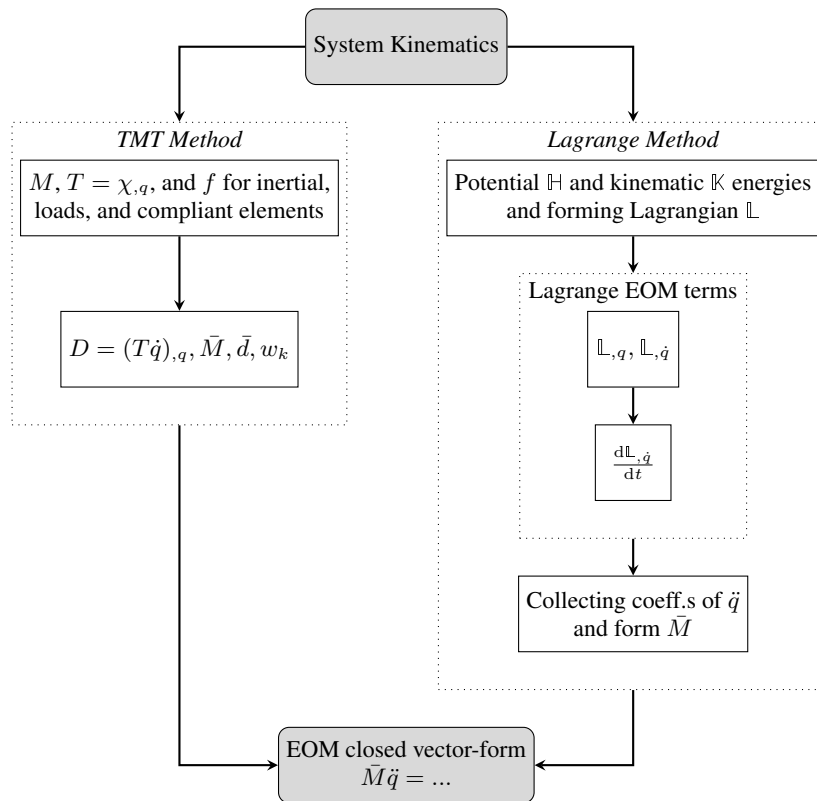 System Kinematics
TMT Method
M, T = χ,q, and f for inertial,
loads, and compliant elements
D = (Tq̇),q, M̄, d̄, wk
Lagrange Method
Potential ℍ and kinematic 𝕂 energies
and forming Lagrangian 𝕃
Lagrange EOM terms
𝕃,q, 𝕃,q̇
d𝕃,q̇
dt
Collecting coeff.s of q̈
and form M̄
EOM closed vector-form
M̄q̈ = ...